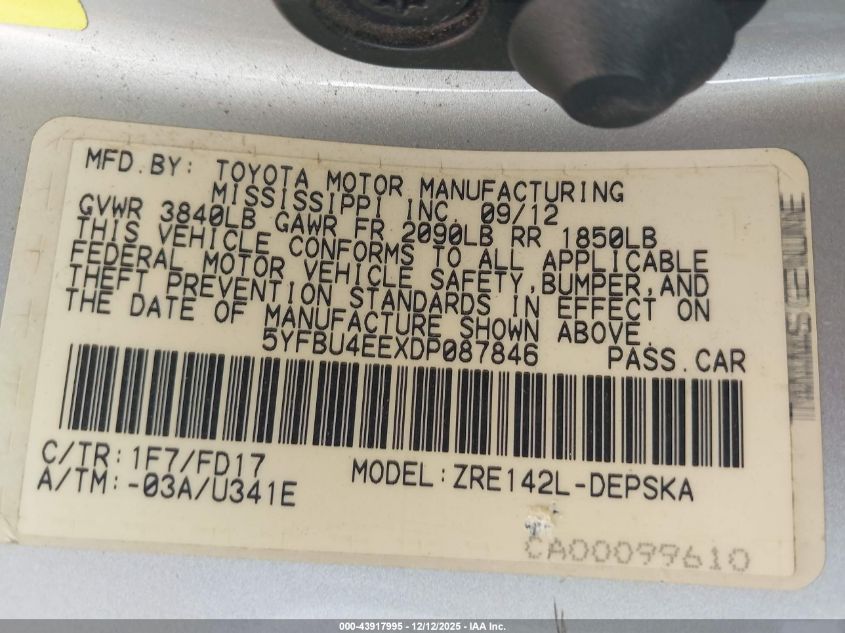 MFD.BY: TOYOTA MOTOR MANUFACTURING
MISSISSIPPI INC. 09/12
GVWR 3840LB GAWR FR 2090LB RR 1850LB
THIS VEHICLE CONFORMS TO ALL APPLICABLE
FEDERAL MOTOR VEHICLE SAFETY,BUMPER,AND
THEFT PREVENTION STANDARDS IN EFFECT ON
THE DATE OF MANUFACTURE SHOWN ABOVE.
5YFBU4EEXDP087846 PASS.CAR
C/TR:1F7/FD17
A/TM:-03A/U341E
MODEL:ZRE142L-DEPSKA
CA00099610
000-43917995 - 12/12/2025 - IAA Inc.